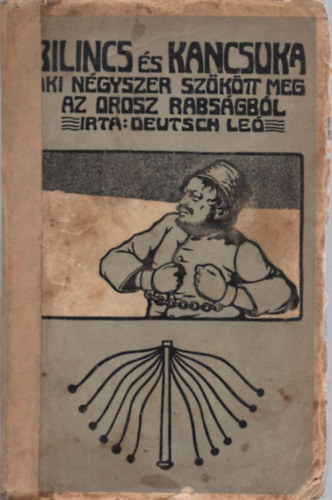 BILINCS és KANCSUKA
AKI NÉGYSZER SZÖKÖTT MEG
AZ OROSZ RABSÁGBÓL
IRTA: DEUTSCH LEÓ